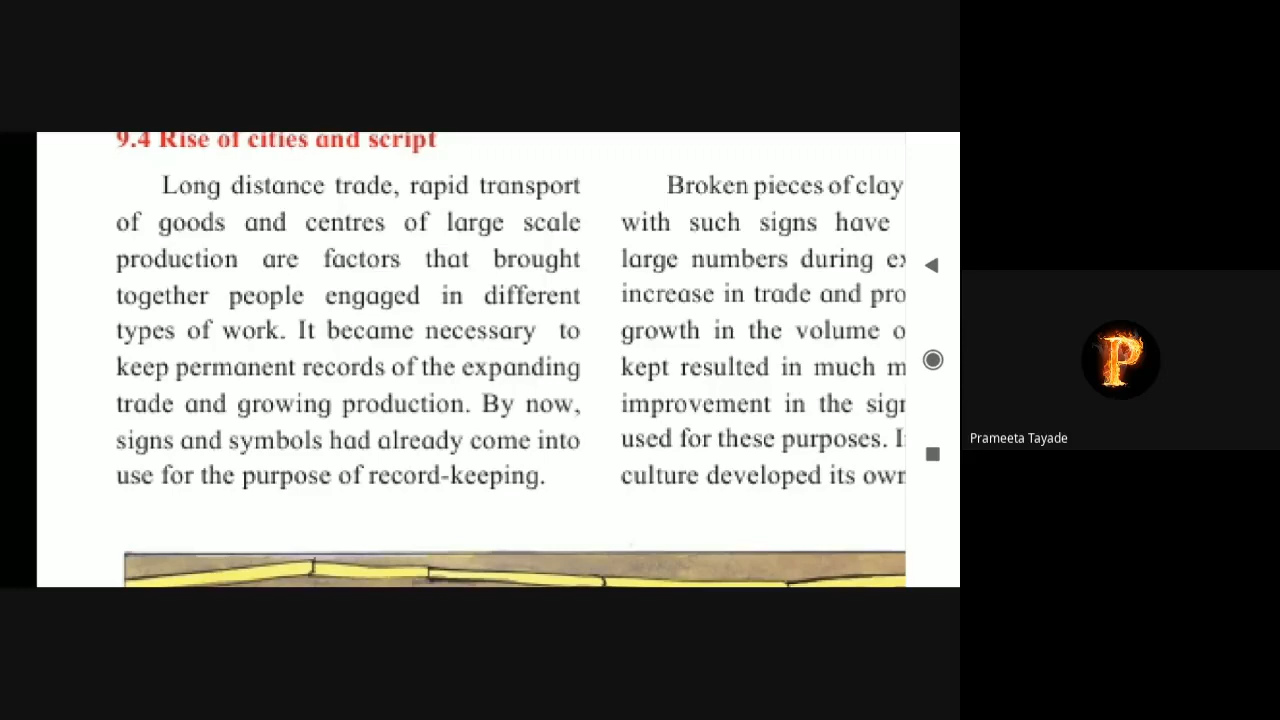 9.4 Rise of cities and script
Long distance trade, rapid transport
of goods and centres of large scale
production are factors that brought
together people engaged in different
types of work. It became necessary to
keep permanent records of the expanding
trade and growing production. By now,
signs and symbols had already come into
use for the purpose of record-keeping.
Broken pieces of clay
with such signs have
large numbers during
increase in trade and
growth in the volume
kept resulted in much
improvement in the
used for these purposes.
culture developed its
P
Prameeta Tayade